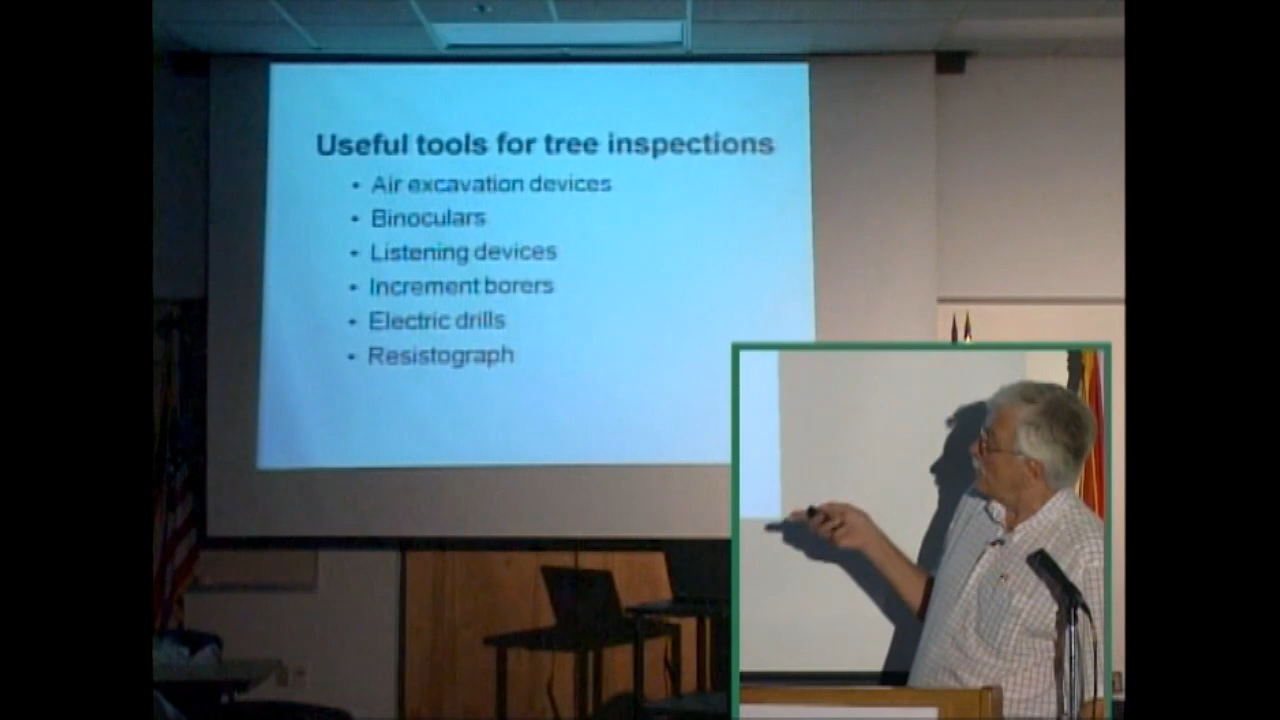 Useful tools for tree inspections
• Air excavation devices
• Binoculars
• Listening devices
• Increment borers
• Electric drills
• Resistograph